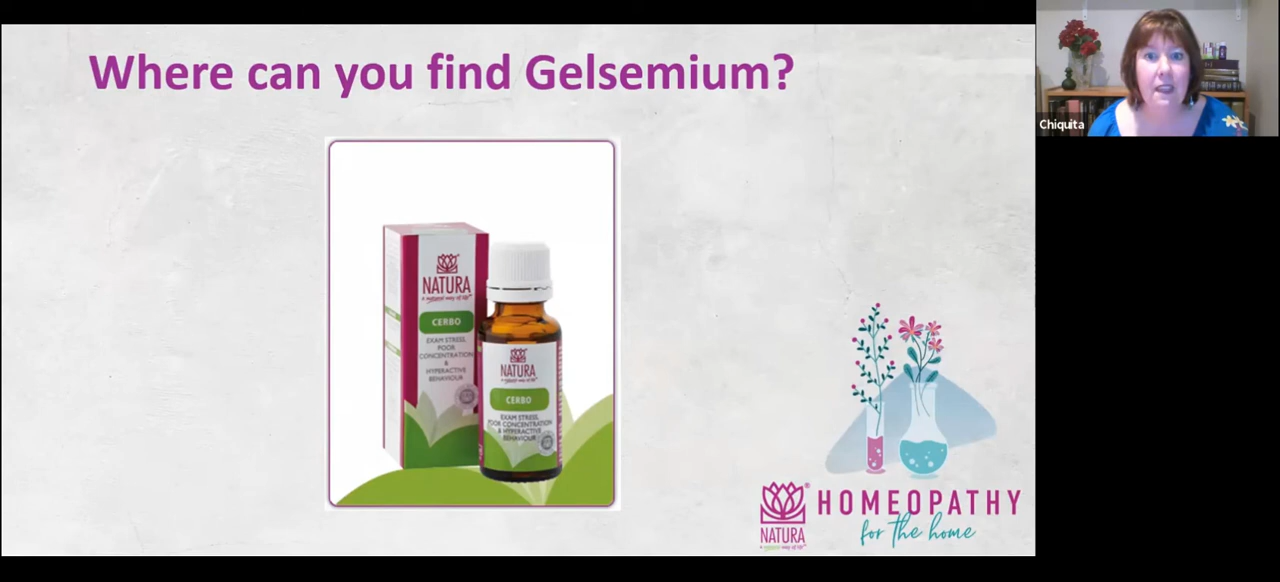 Where can you find Gelsemium?
Chiquita
NATURA
a natural way of life
CERBO
EXAM STRESS,
POOR
CONCENTRATION
&
HYPERACTIVE
BEHAVIOUR
NATURA
CERBO
EXAM STRESS,
POOR CONCENTRATION
& HYPERACTIVE
BEHAVIOUR
NATURA®
a natural way of life™
HOMEOPATHY
for the home